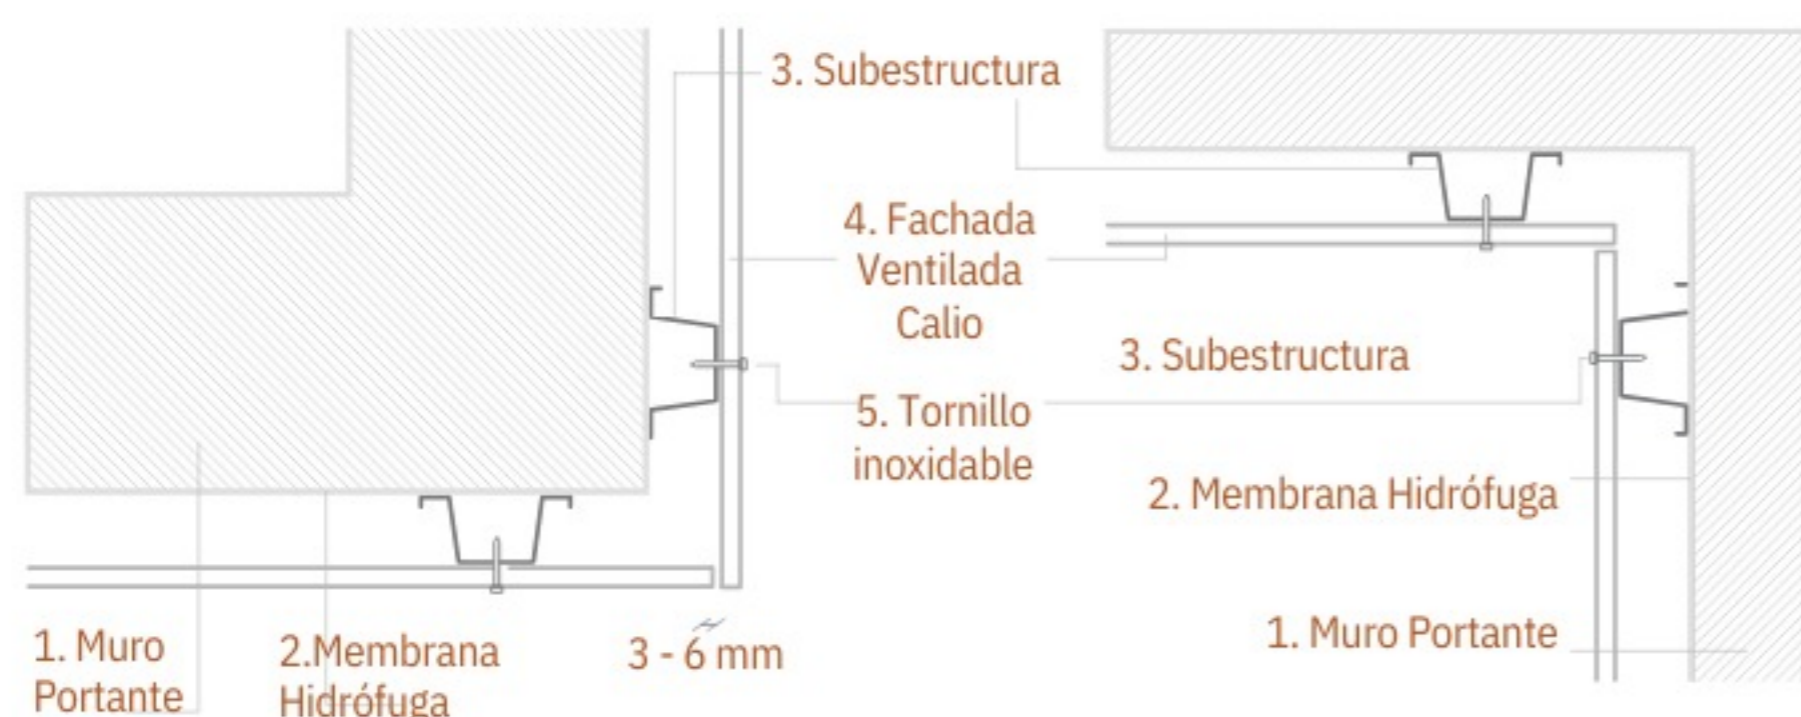 3. Subestructura
4. Fachada
Ventilada
Calio
3. Subestructura
5. Tornillo
inoxidable
2. Membrana Hidrófuga
1. Muro Portante
1. Muro
Portante
2.Membrana
Hidrófuga
3 - 6 mm